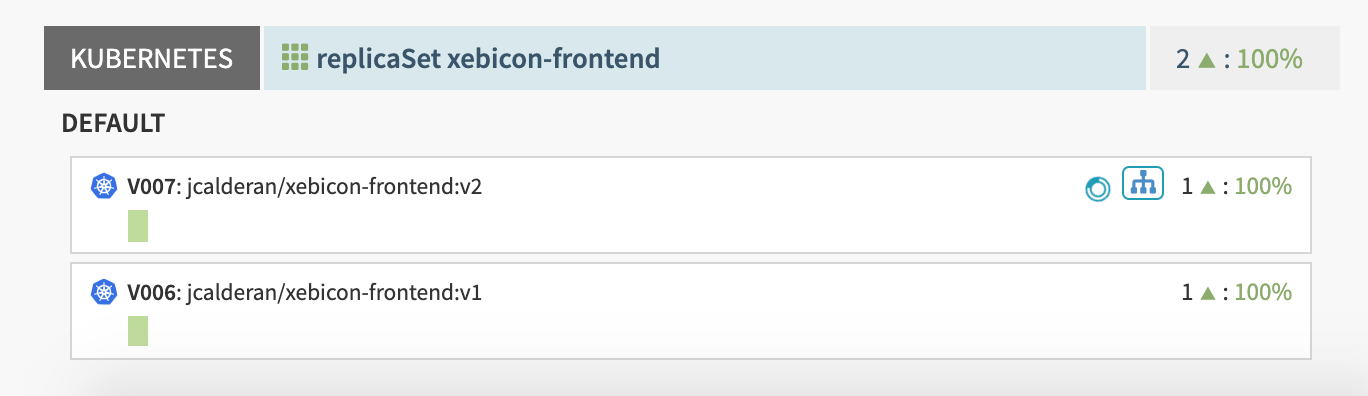 KUBERNETES replicaSet xebicon-frontend 2 ▲ : 100%
DEFAULT
V007: jcalderan/xebicon-frontend:v2 1 ▲ : 100%
V006: jcalderan/xebicon-frontend:v1 1 ▲ : 100%